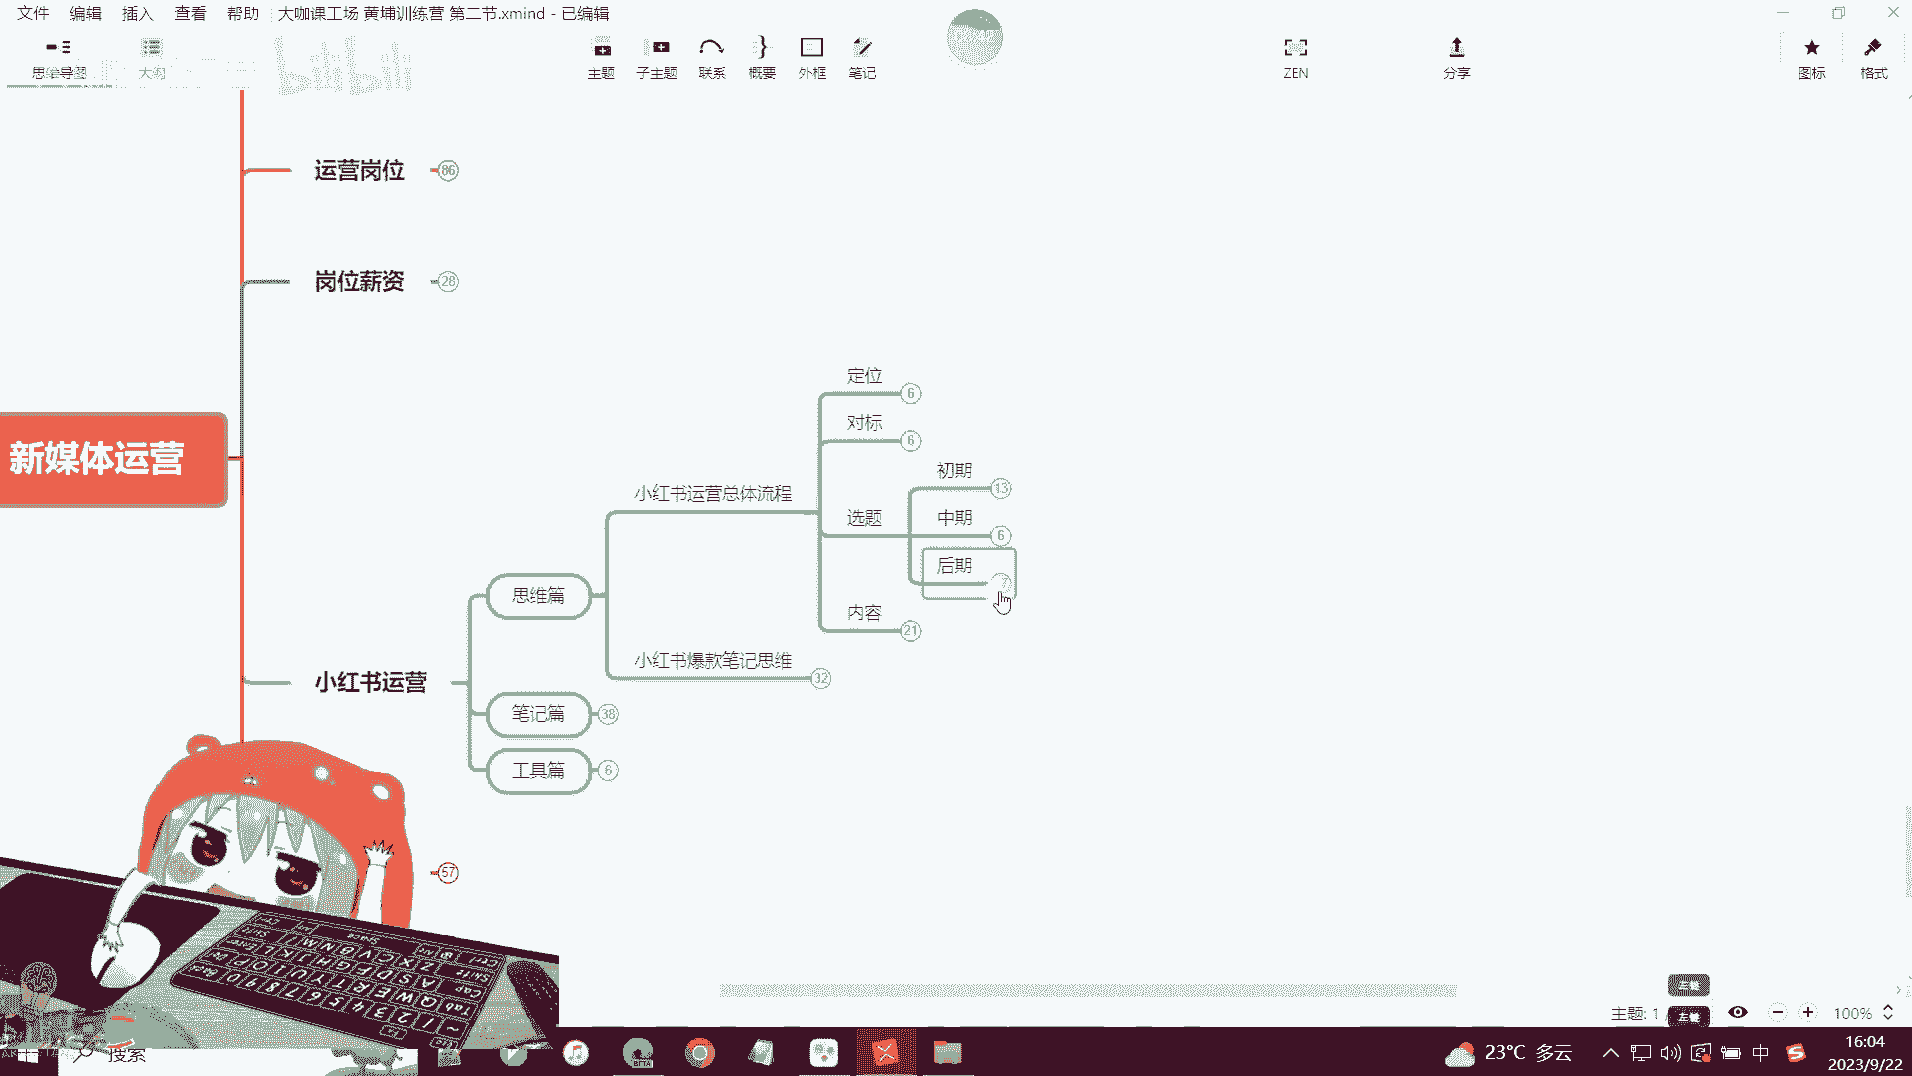 文件 编辑 插入 查看 帮助 大咖课工场 黄埔训练营 第二节.xmind - 已编辑
思维导图 大纲 bilibili 主题 子主题 联系 概要 外框 笔记 ZEN 分享 图标 格式
运营岗位 86
岗位薪资 28
新媒体运营
定位 6
对标 6
初期 13
小红书运营总体流程
选题
中期 6
后期 7
思维篇
内容 21
小红书爆款笔记思维 32
小红书运营
笔记篇 38
工具篇 6
57
主题: 1
左键
左键
100%
搜索
23°C 多云
中
16:04
2023/9/22